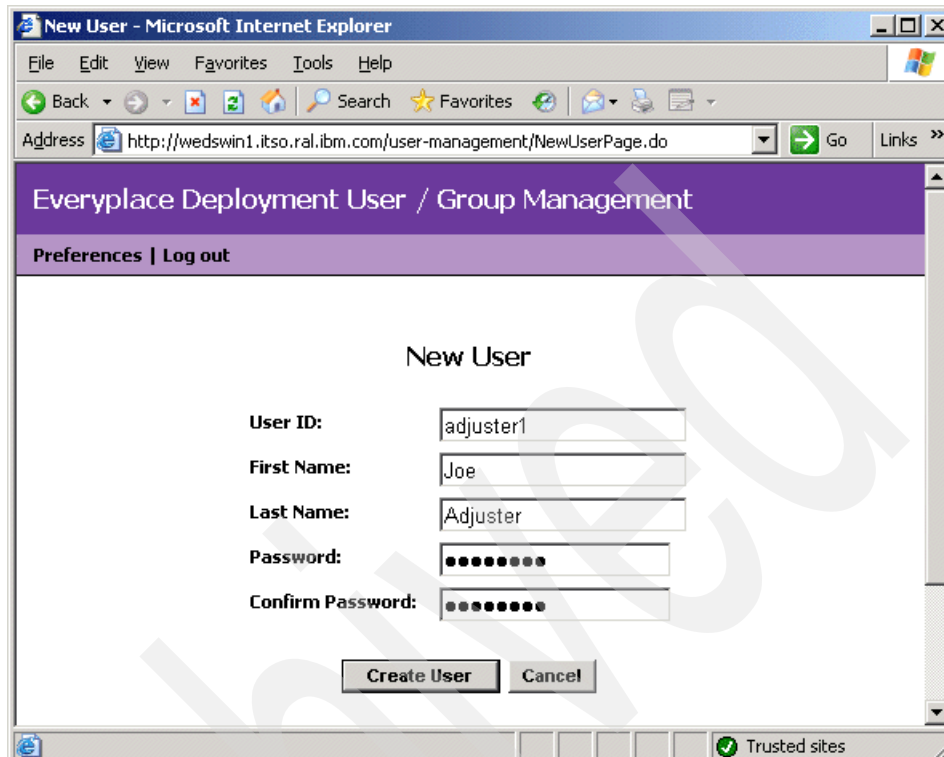 New User - Microsoft Internet Explorer
File Edit View Favorites Tools Help
Back Search Favorites
Address http://wedswin1.itso.ral.ibm.com/user-management/NewUserPage.do Go Links »
Everyplace Deployment User / Group Management
Preferences | Log out
New User
User ID: adjuster1
First Name: Joe
Last Name: Adjuster
Password: ●●●●●●●●
Confirm Password: ●●●●●●●●
Create User Cancel
Trusted sites
hived